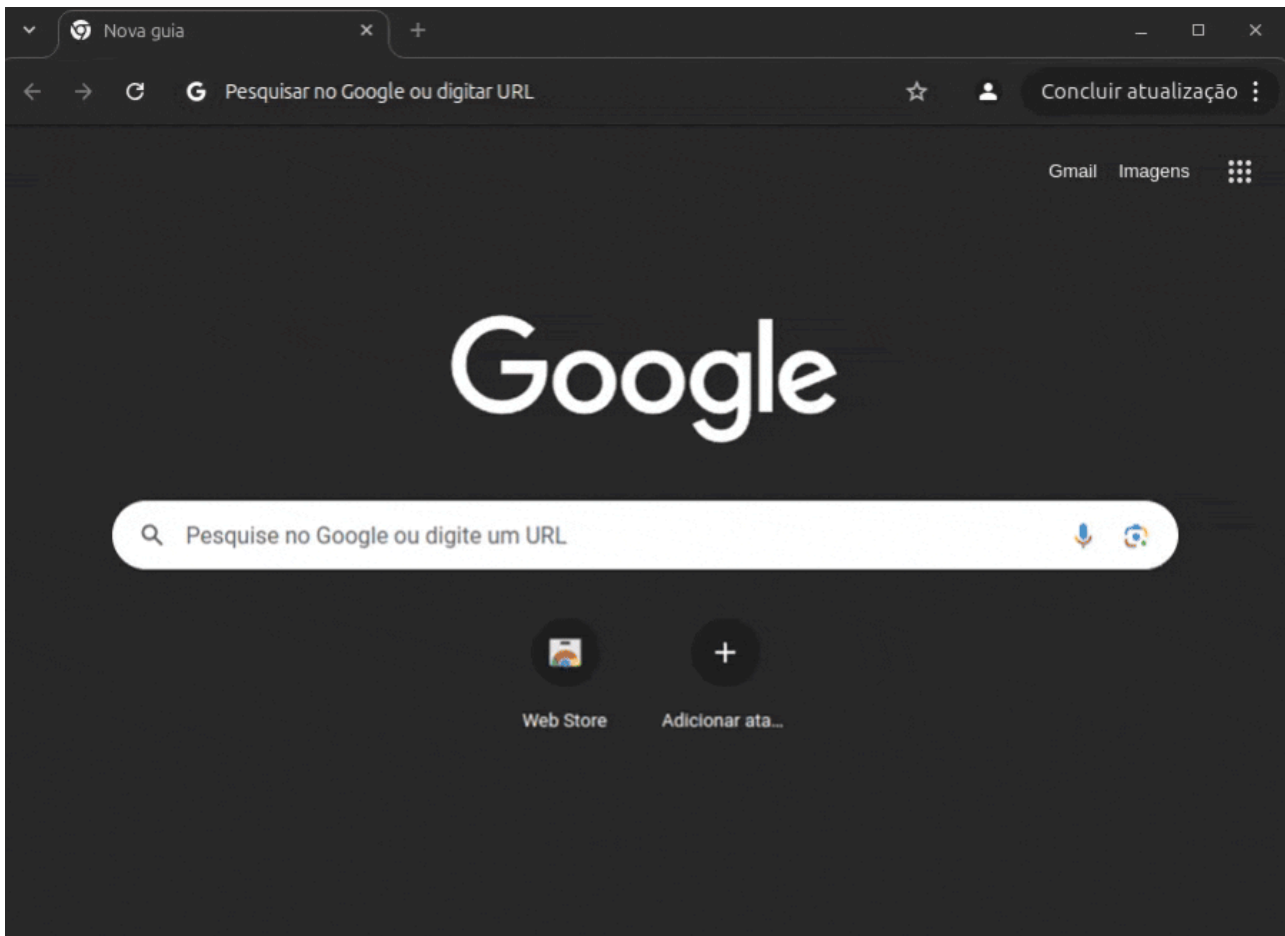 Nova guia
Pesquisar no Google ou digitar URL
Concluir atualização
Gmail Imagens
Google
Pesquise no Google ou digite um URL
Web Store Adicionar ata...